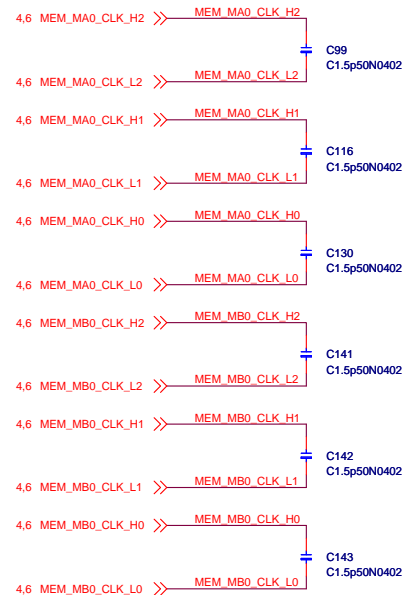 4,6 MEM_MA0_CLK_H2 MEM_MA0_CLK_H2
C99
C1.5p50N0402
4,6 MEM_MA0_CLK_L2 MEM_MA0_CLK_L2
4,6 MEM_MA0_CLK_H1 MEM_MA0_CLK_H1
C116
C1.5p50N0402
4,6 MEM_MA0_CLK_L1 MEM_MA0_CLK_L1
4,6 MEM_MA0_CLK_H0 MEM_MA0_CLK_H0
C130
C1.5p50N0402
4,6 MEM_MA0_CLK_L0 MEM_MA0_CLK_L0
4,6 MEM_MB0_CLK_H2 MEM_MB0_CLK_H2
C141
C1.5p50N0402
4,6 MEM_MB0_CLK_L2 MEM_MB0_CLK_L2
4,6 MEM_MB0_CLK_H1 MEM_MB0_CLK_H1
C142
C1.5p50N0402
4,6 MEM_MB0_CLK_L1 MEM_MB0_CLK_L1
4,6 MEM_MB0_CLK_H0 MEM_MB0_CLK_H0
C143
C1.5p50N0402
4,6 MEM_MB0_CLK_L0 MEM_MB0_CLK_L0